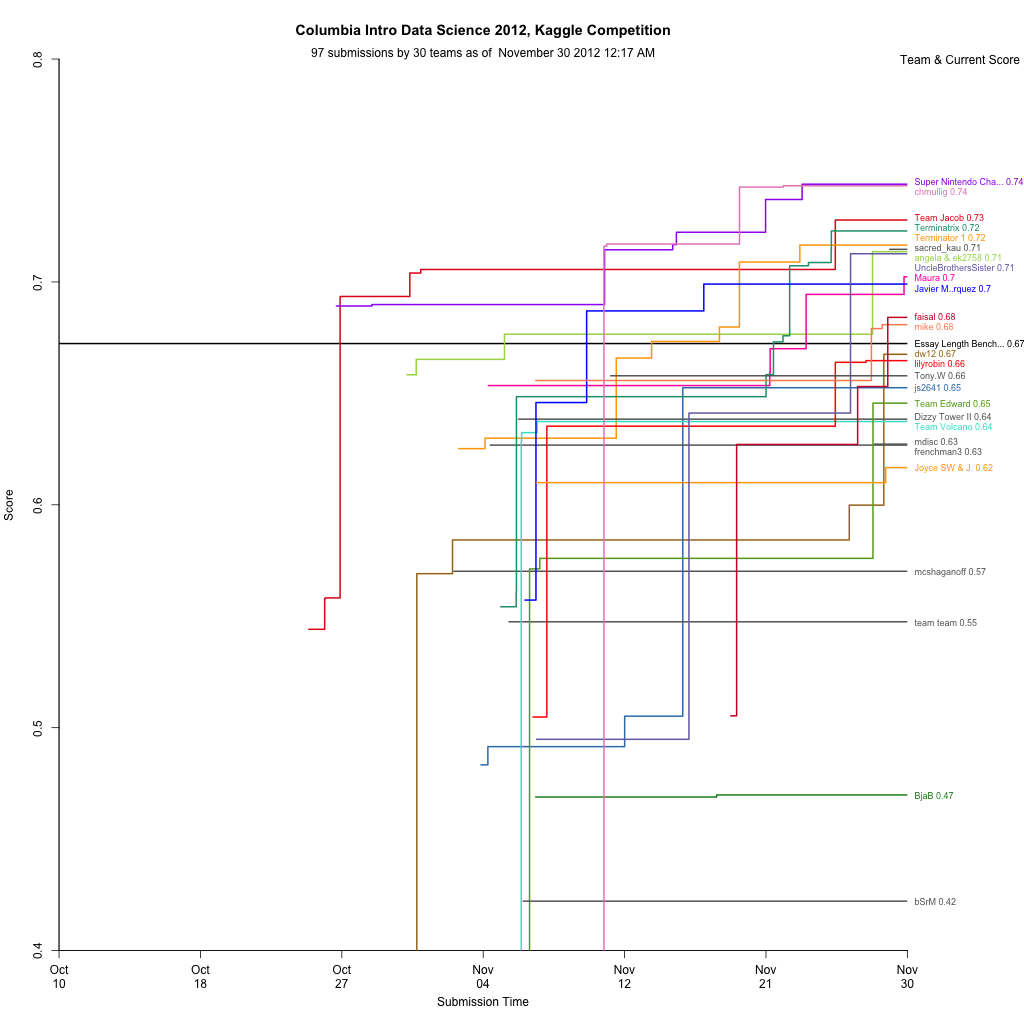 Columbia Intro Data Science 2012, Kaggle Competition
97 submissions by 30 teams as of November 30 2012 12:17 AM
Team & Current Score
0.8
0.7
0.6
0.5
0.4
Score
Super Nintendo Cha... 0.74
chmullig 0.74
Team Jacob 0.73
Terminatrix 0.72
Terminator 1 0.72
sacred_kau 0.71
angela & ek2758 0.71
UncleBrothersSister 0.71
Maura 0.7
Javier M..rquez 0.7
faisal 0.68
mike 0.68
Essay Length Bench... 0.67
dw12 0.67
lilyrobin 0.66
Tony.W 0.66
js2641 0.65
Team Edward 0.65
Dizzy Tower II 0.64
Team Volcano 0.64
mdisc 0.63
frenchman3 0.63
Joyce SW & J 0.62
mcshaganoff 0.57
team team 0.55
BjaB 0.47
bSrM 0.42
Oct
10
Oct
18
Oct
27
Nov
04
Nov
12
Nov
21
Nov
30
Submission Time